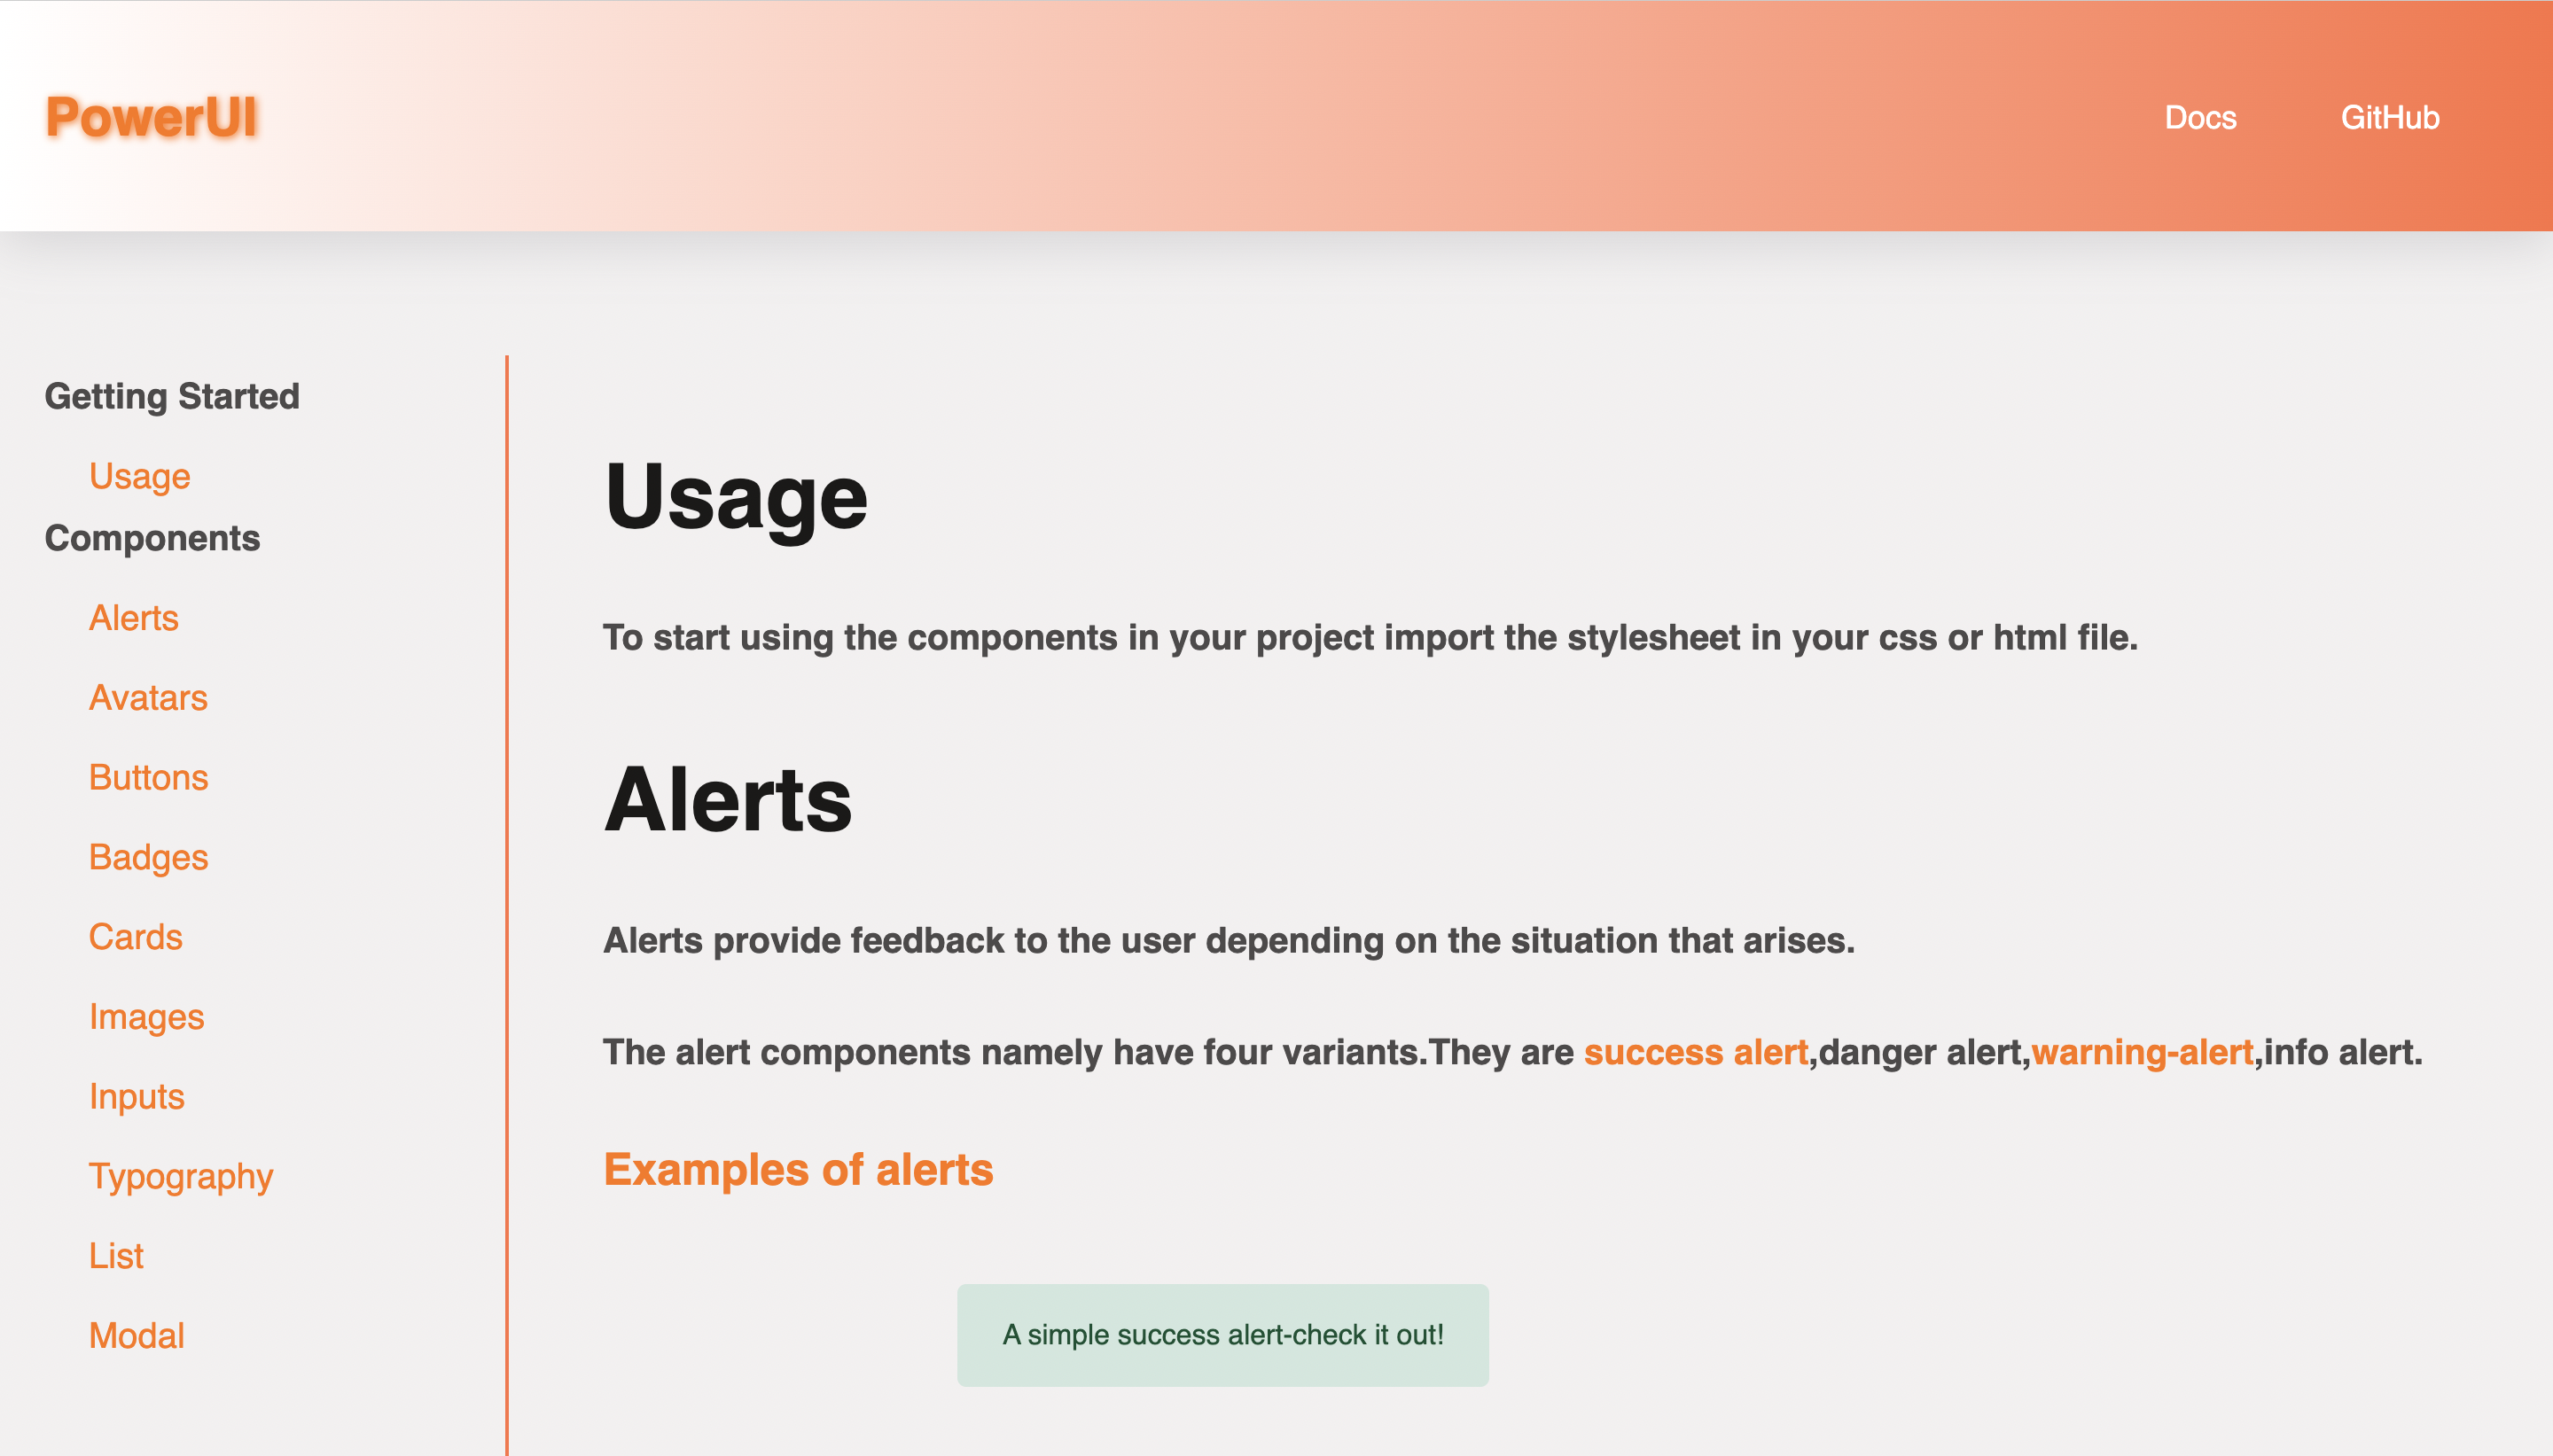 PowerUI
Docs
GitHub
Getting Started
Usage
Components
Alerts
Avatars
Buttons
Badges
Cards
Images
Inputs
Typography
List
Modal
Usage
To start using the components in your project import the stylesheet in your css or html file.
Alerts
Alerts provide feedback to the user depending on the situation that arises.
The alert components namely have four variants.They are success alert,danger alert,warning-alert,info alert.
Examples of alerts
A simple success alert-check it out!